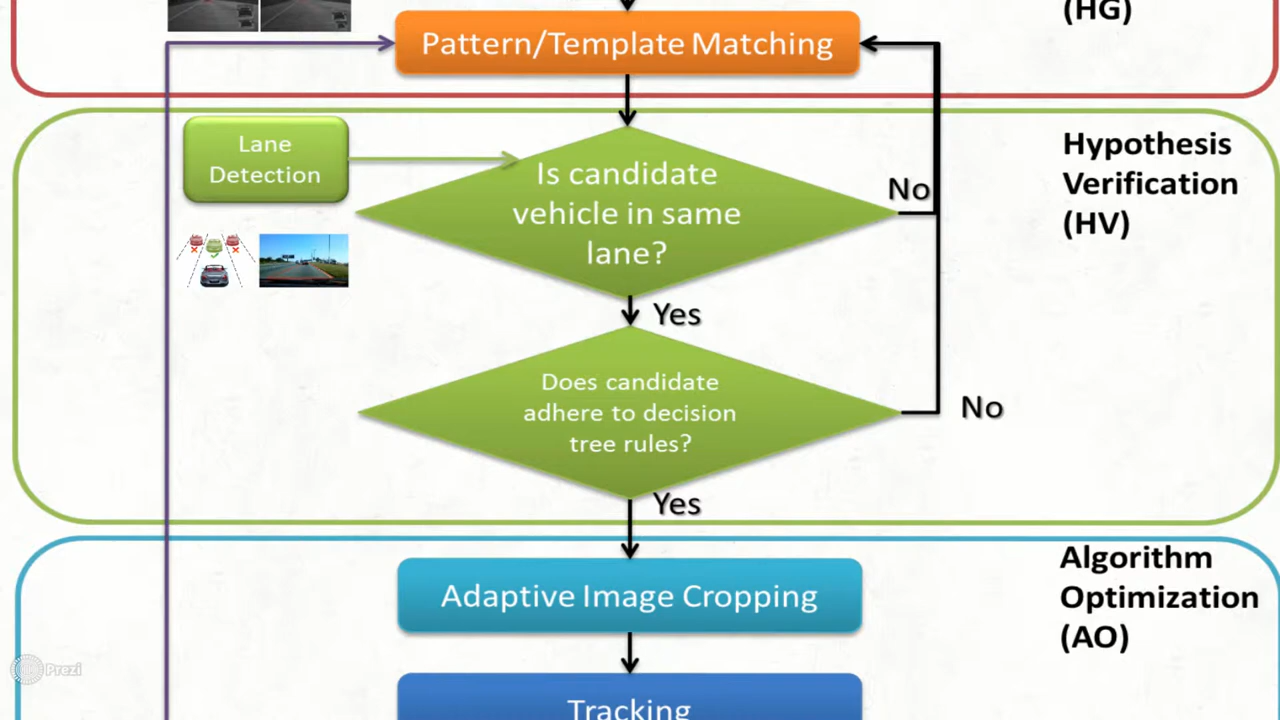 (HG)
Pattern/Template Matching
Lane
Detection
Is candidate
vehicle in same
lane?
No
Hypothesis
Verification
(HV)
Yes
Does candidate
adhere to decision
tree rules?
No
Yes
Algorithm
Optimization
(AO)
Adaptive Image Cropping
Tracking
Prezi